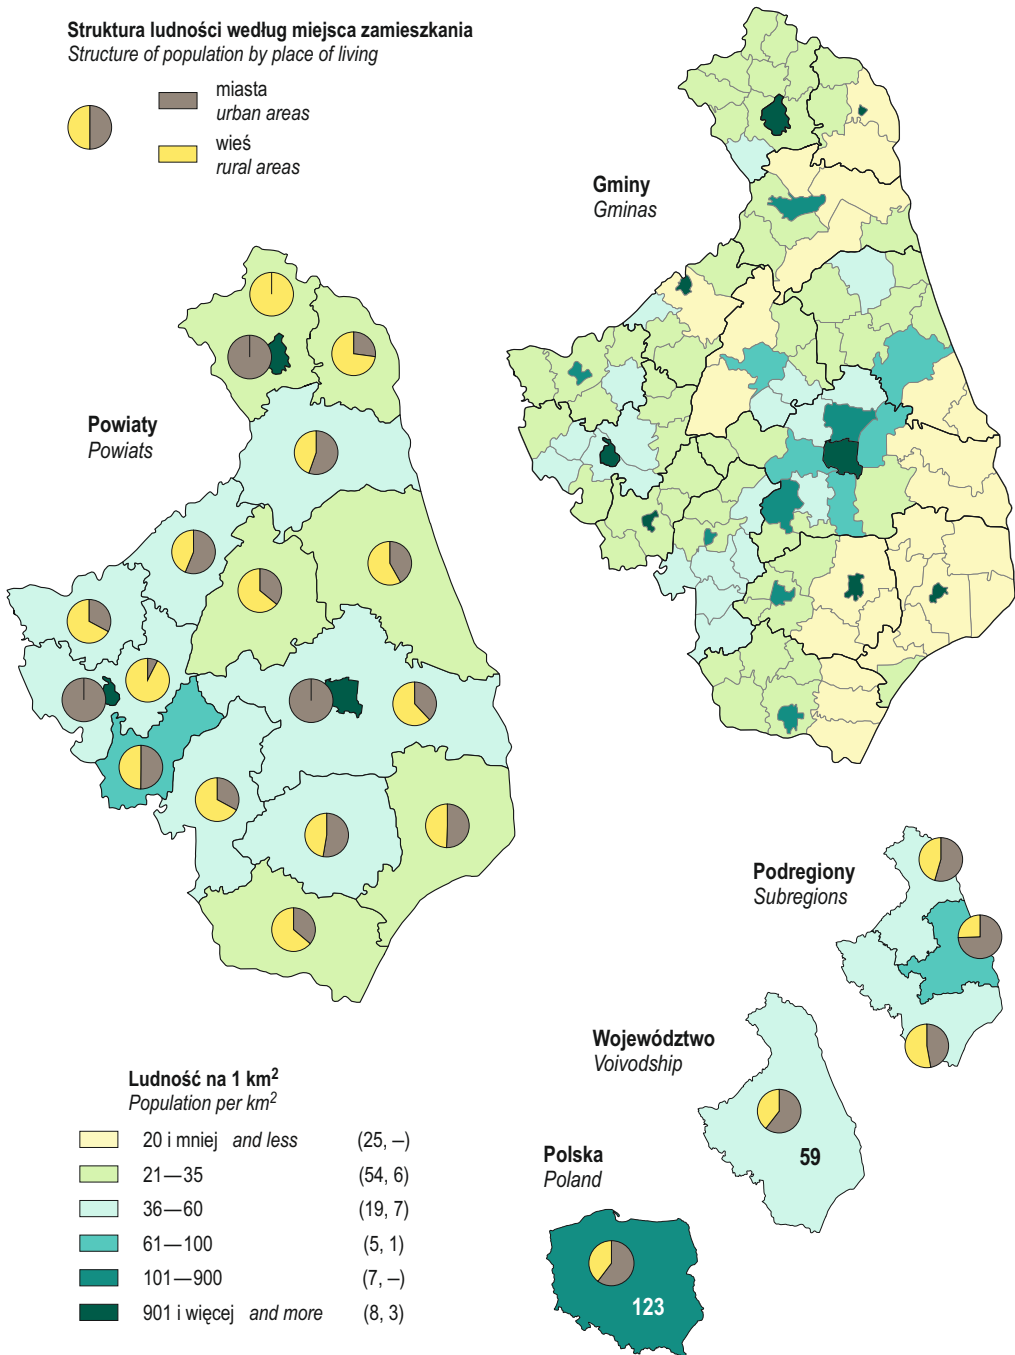 Struktura ludności według miejsca zamieszkania
Structure of population by place of living
miasta
urban areas
wieś
rural areas
Gminy
Gminas
Powiaty
Powiats
Podregiony
Subregions
Województwo
Voivodship
59
Polska
Poland
123
Ludność na 1 km²
Population per km²
20 i mniej and less (25, –)
21—35 (54, 6)
36—60 (19, 7)
61—100 (5, 1)
101—900 (7, –)
901 i więcej and more (8, 3)